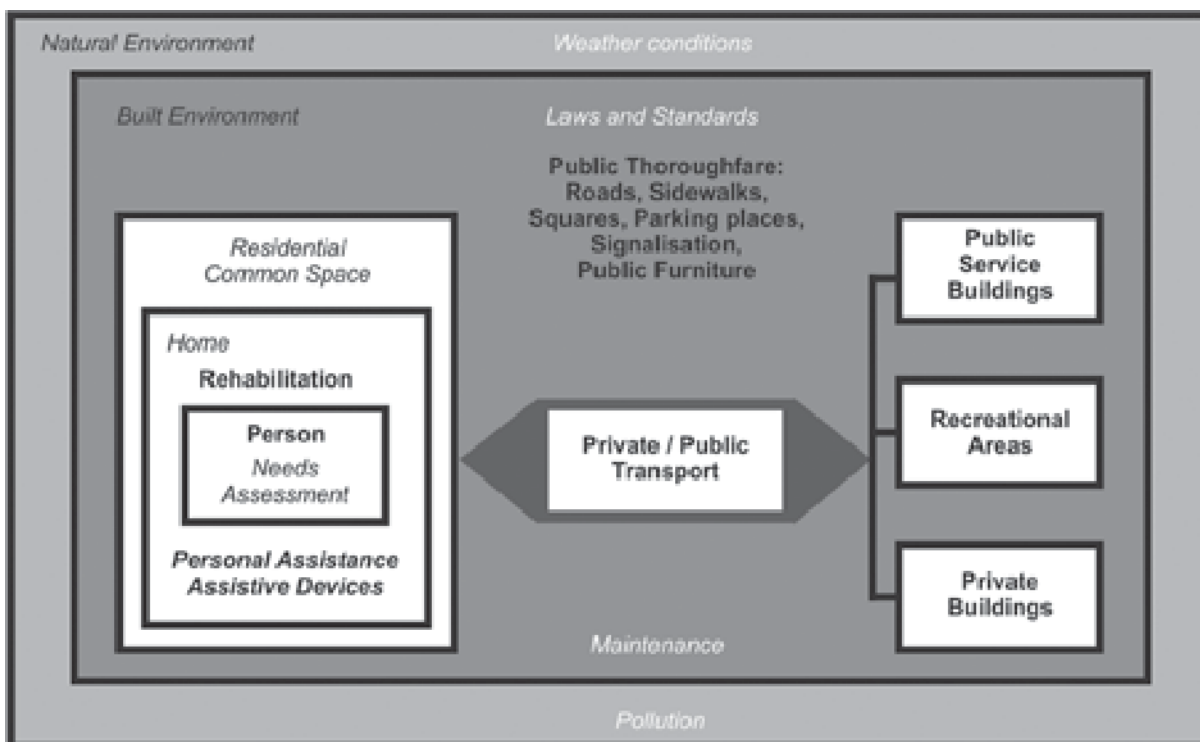 Natural Environment
Weather conditions
Built Environment
Laws and Standards
Public Thoroughfare:
Roads, Sidewalks,
Squares, Parking places,
Signalisation,
Public Furniture
Residential
Common Space
Home
Rehabilitation
Person
Needs
Assessment
Personal Assistance
Assistive Devices
Private / Public
Transport
Public
Service
Buildings
Recreational
Areas
Private
Buildings
Maintenance
Pollution